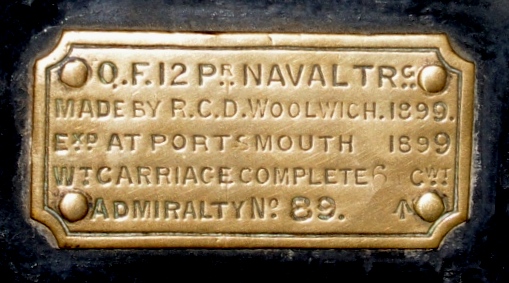 Q.F. 12 PR NAVAL TRG
MADE BY R.C.D. WOOLWICH. 1899.
EXD AT PORTSMOUTH 1899
WT CARRIAGE COMPLETE 6 CWT
ADMIRALTY NO. 89.